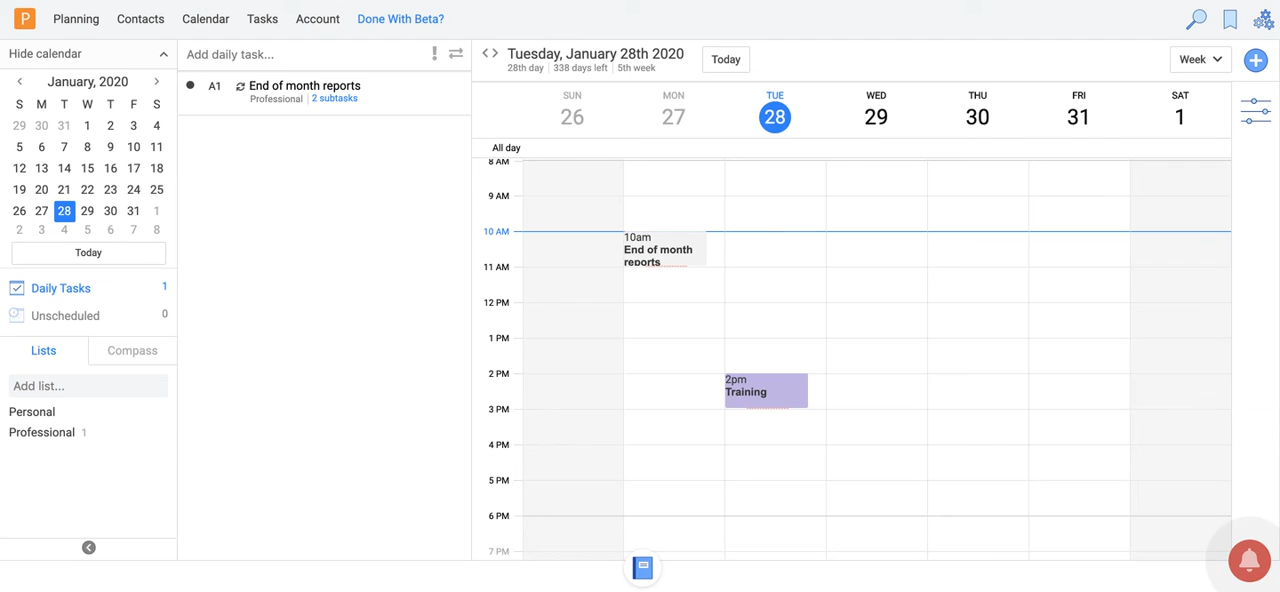 P Planning Contacts Calendar Tasks Account Done With Beta?
Hide calendar
January, 2020
S M T W T F S
29 30 31 1 2 3 4
5 6 7 8 9 10 11
12 13 14 15 16 17 18
19 20 21 22 23 24 25
26 27 28 29 30 31 1
2 3 4 5 6 7 8
Today
Daily Tasks 1
Unscheduled 0
Lists Compass
Add list...
Personal
Professional 1
Add daily task...
A1 End of month reports
Professional | 2 subtasks
Tuesday, January 28th 2020
28th day | 338 days left | 5th week
Today
Week
SUN MON TUE WED THU FRI SAT
26 27 28 29 30 31 1
All day
8 AM
9 AM
10 AM
10am
End of month
reports
11 AM
12 PM
1 PM
2 PM
2pm
Training
3 PM
4 PM
5 PM
6 PM
7 PM